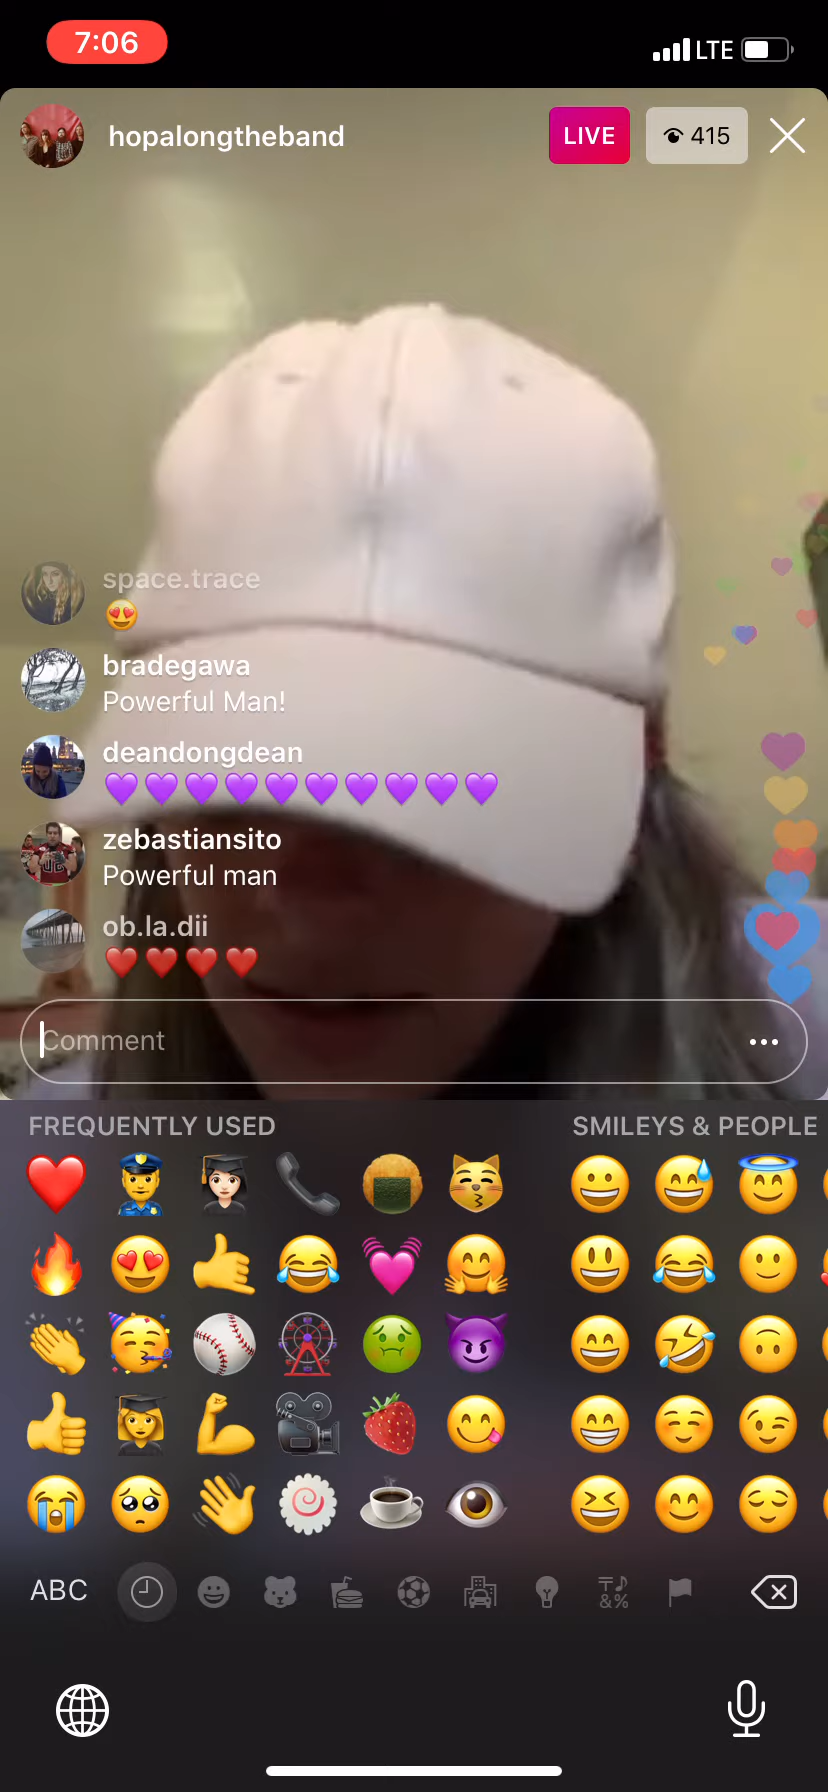 7:06
LTE
hopalongtheband
LIVE
415
space.trace
😍
bradegawa
Powerful Man!
deandongdean
💜💜💜💜💜💜💜💜💜💜
zebastiansito
Powerful man
ob.la.dii
❤️❤️❤️❤️
Comment
FREQUENTLY USED
SMILEYS & PEOPLE
ABC
&%